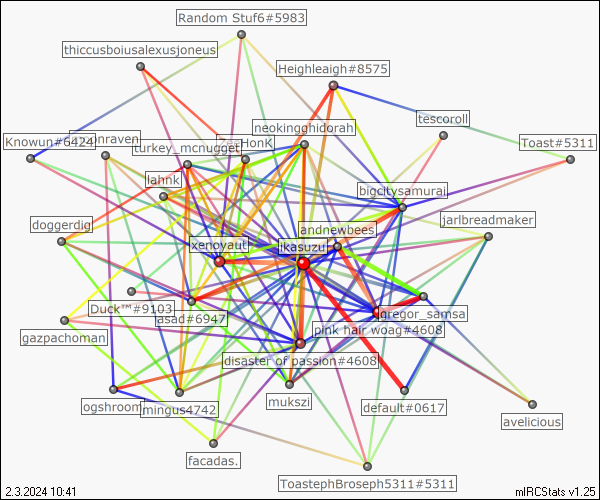 Random Stuf6#5983
thiccusboiusalexusjoneus
Heighleaigh#8575
tescoroll
neokingghidorah
Knowun#6424
onraven
turkey_mcnugget
HonK
Toast#5311
lahnk
bigcitysamurai
doggerdig
jarlbreadmaker
andnewbees
xenoyaut
ikasuzu
Duck™#9103
asad#6947
gregor_samsa
gazpachoman
pink hair woag#4608
disaster of passion#4608
ogshroom
mingus4742
mukszi
default#0617
avelicious
facadas.
ToastephBroseph5311#5311
2.3.2024 10:41
mIRCStats v1.25